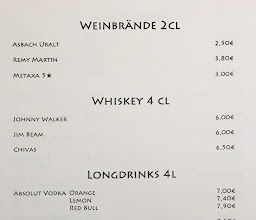 Weinbrände 2cl
Asbach Uralt 2,50€
Remy Martin 3,80€
Metaxa 5★ 3,00€
Whiskey 4 cl
Johnny Walker 6,00€
Jim Beam 6,00€
Chivas 6,50€
Longdrinks 4l
Absolut Vodka Orange 7,00€
Lemon 7,40€
Red Bull 7,90€